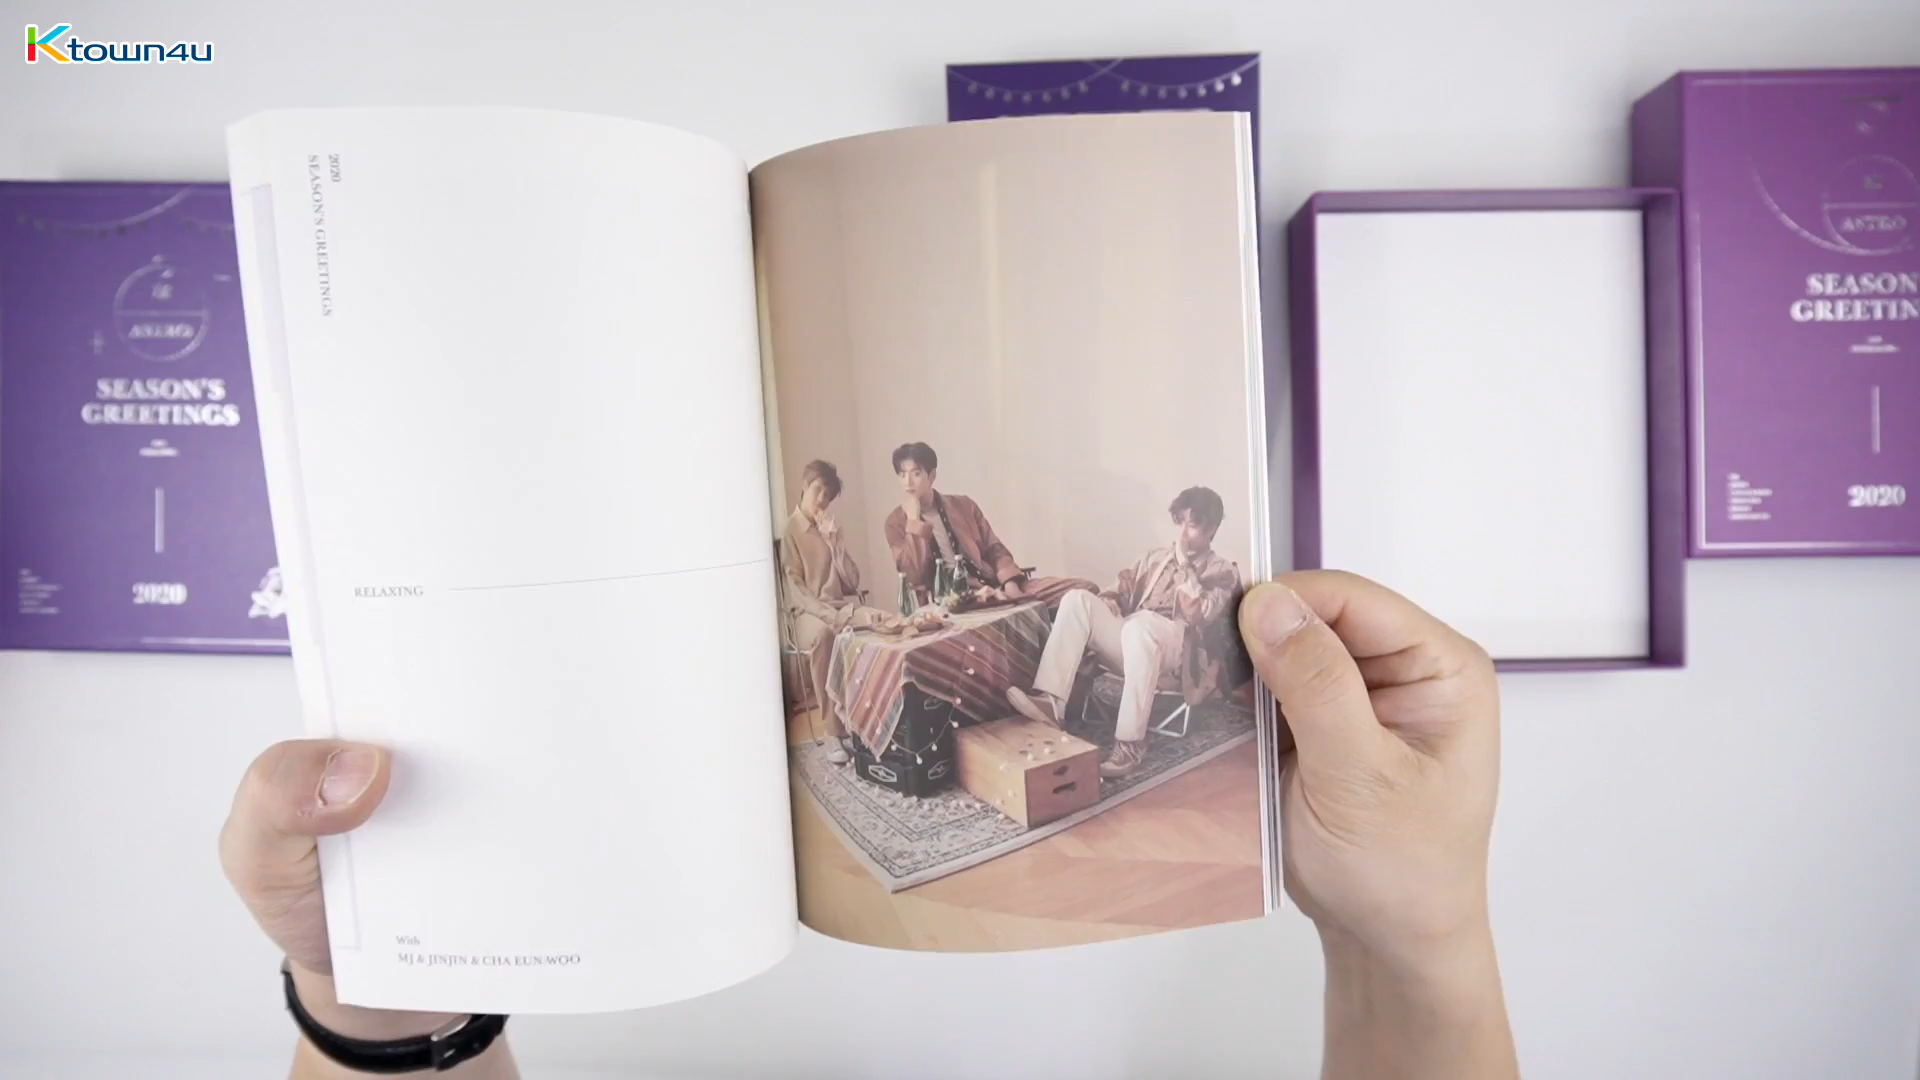 Ktown4u
ASTRO
SEASON'S
GREETINGS
2020
2020
SEASON'S GREETINGS
RELAXING
With
MJ & JINJIN & CHA EUN-WOO
ASTRO
SEASON
GREETIN
2020